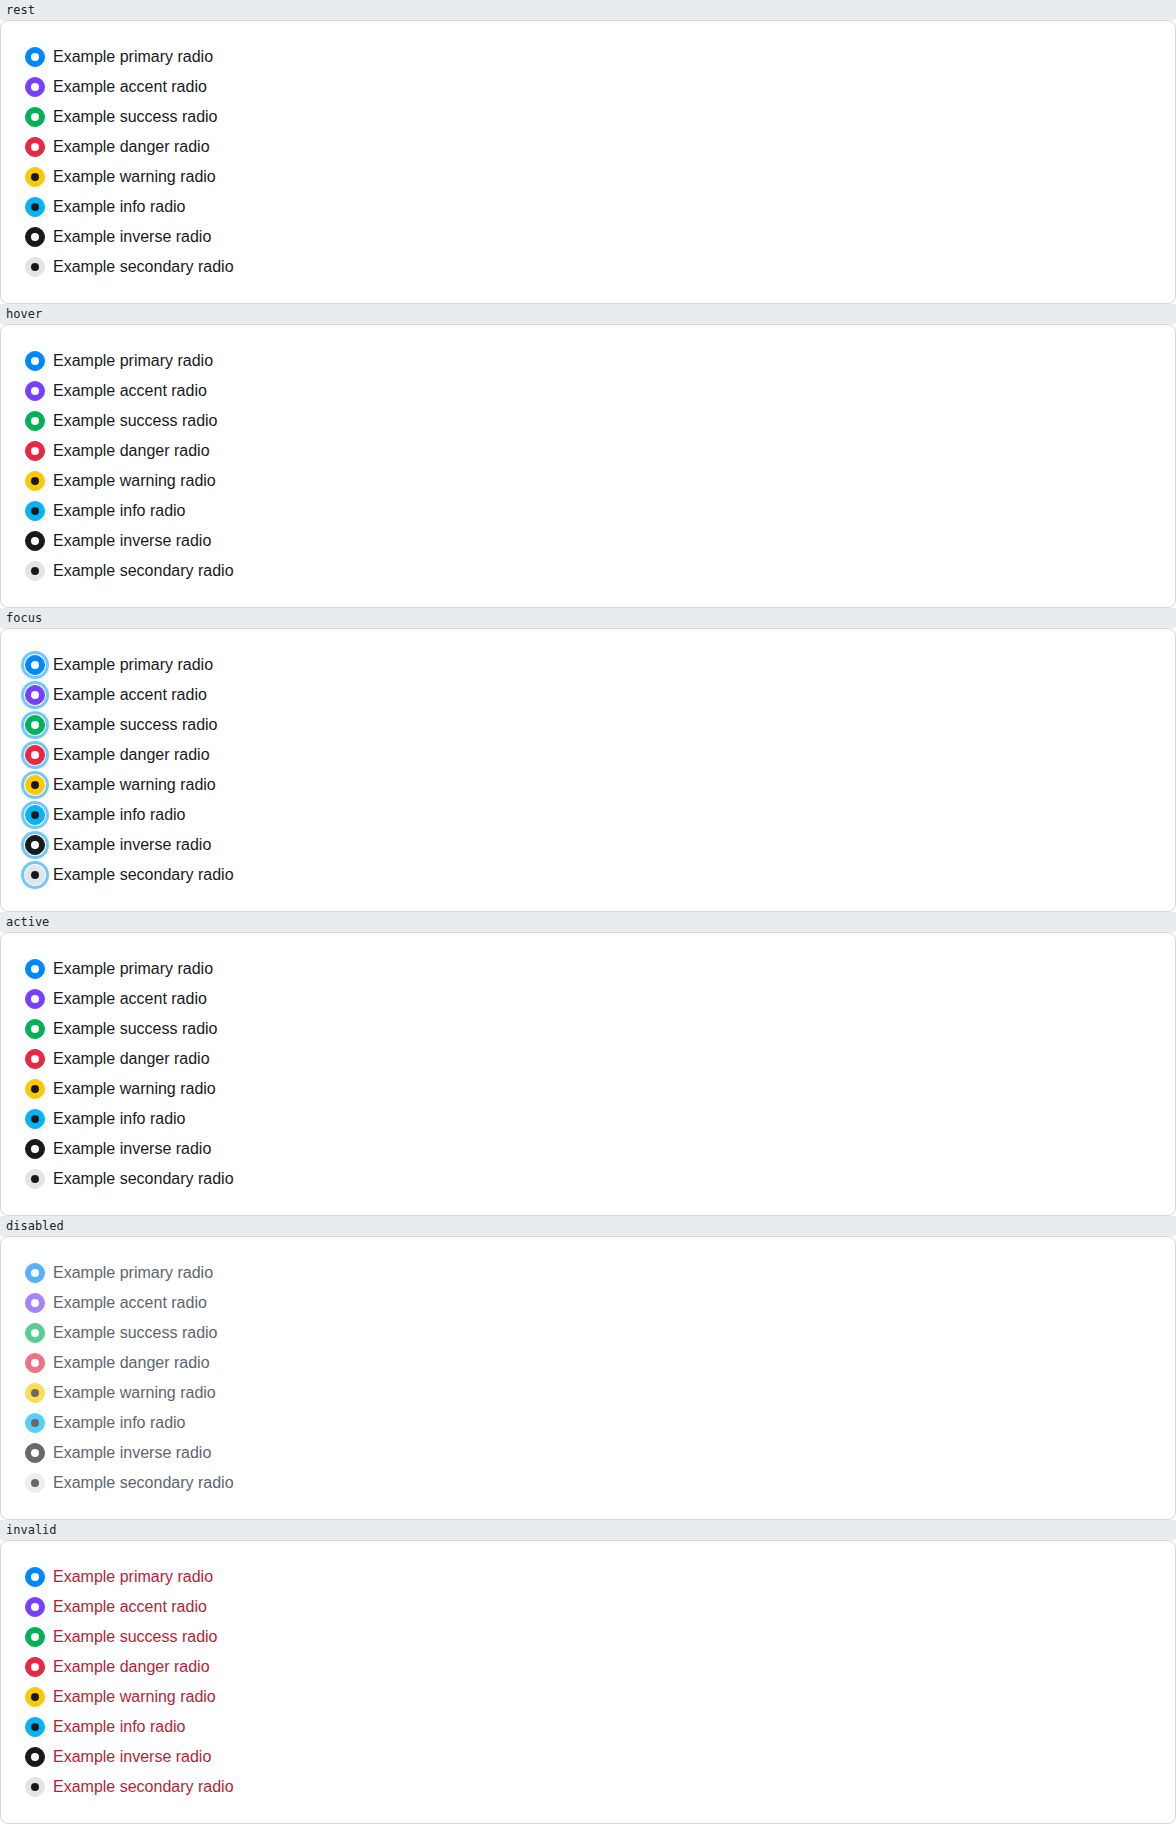 rest
Example primary radio
Example accent radio
Example success radio
Example danger radio
Example warning radio
Example info radio
Example inverse radio
Example secondary radio
hover
Example primary radio
Example accent radio
Example success radio
Example danger radio
Example warning radio
Example info radio
Example inverse radio
Example secondary radio
focus
Example primary radio
Example accent radio
Example success radio
Example danger radio
Example warning radio
Example info radio
Example inverse radio
Example secondary radio
active
Example primary radio
Example accent radio
Example success radio
Example danger radio
Example warning radio
Example info radio
Example inverse radio
Example secondary radio
disabled
Example primary radio
Example accent radio
Example success radio
Example danger radio
Example warning radio
Example info radio
Example inverse radio
Example secondary radio
invalid
Example primary radio
Example accent radio
Example success radio
Example danger radio
Example warning radio
Example info radio
Example inverse radio
Example secondary radio